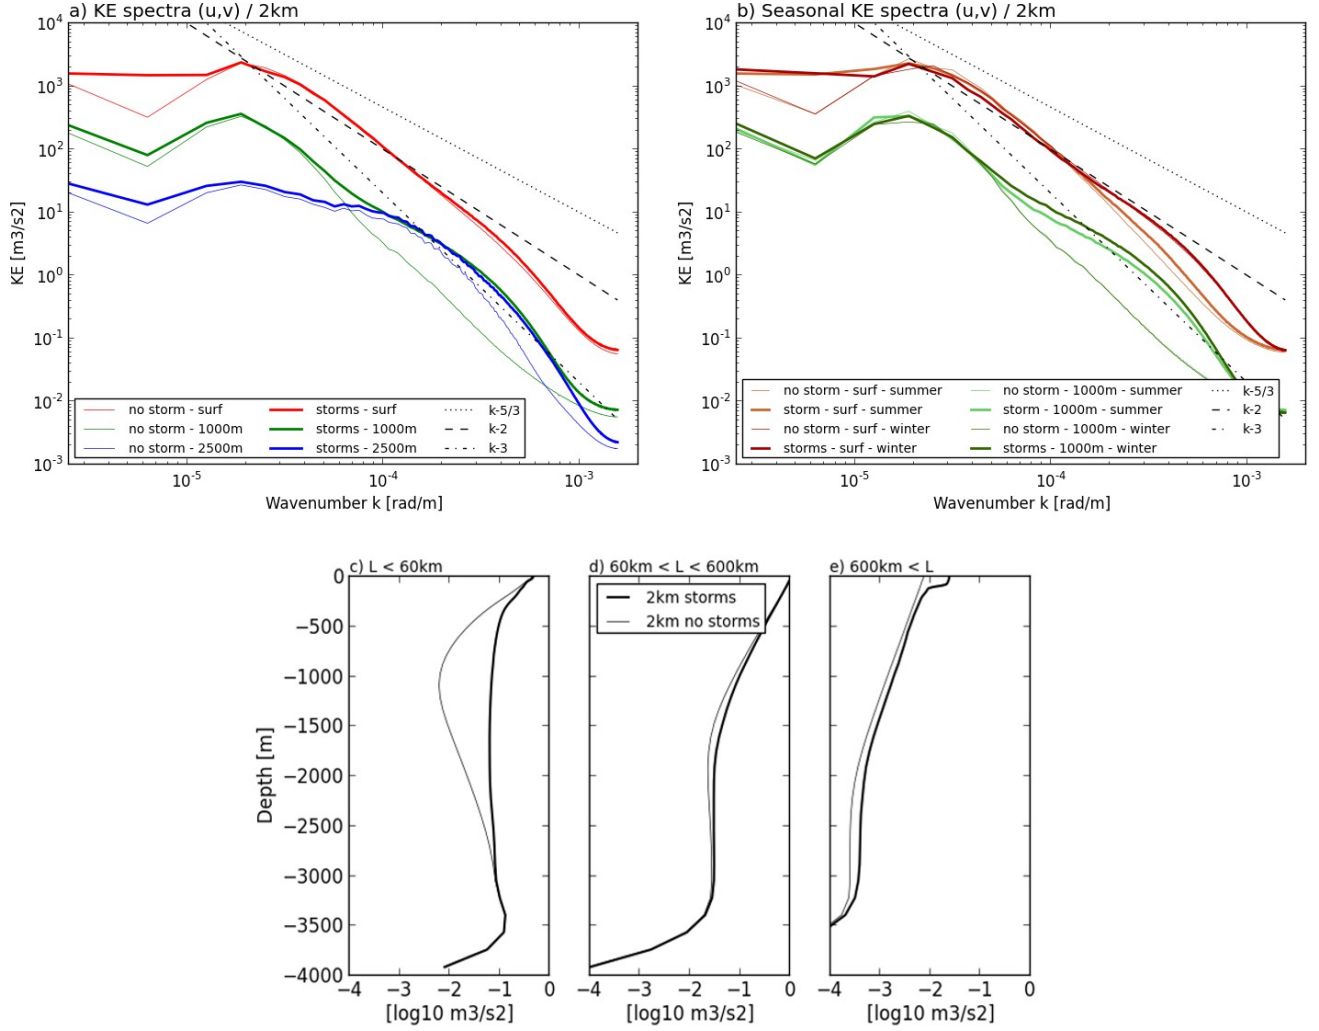 a) KE spectra (u,v) / 2km
10^4
10^3
10^2
10^1
10^0
10^-1
10^-2
10^-3
KE [m3/s2]
no storm - surf
no storm - 1000m
no storm - 2500m
storms - surf
storms - 1000m
storms - 2500m
k-5/3
k-2
k-3
10^-5
10^-4
10^-3
Wavenumber k [rad/m]
b) Seasonal KE spectra (u,v) / 2km
10^4
10^3
10^2
10^1
10^0
10^-1
10^-2
10^-3
KE [m3/s2]
no storm - surf - summer
storm - surf - summer
no storm - surf - winter
storms - surf - winter
no storm - 1000m - summer
storm - 1000m - summer
no storm - 1000m - winter
storms - 1000m - winter
k-5/3
k-2
k-3
10^-5
10^-4
10^-3
Wavenumber k [rad/m]
c) L < 60km
0
−500
−1000
−1500
−2000
−2500
−3000
−3500
−4000
Depth [m]
−4 −3 −2 −1 0
[log10 m3/s2]
d) 60km < L < 600km
2km storms
2km no storms
−4 −3 −2 −1 0
[log10 m3/s2]
e) 600km < L
−4 −3 −2 −1 0
[log10 m3/s2]